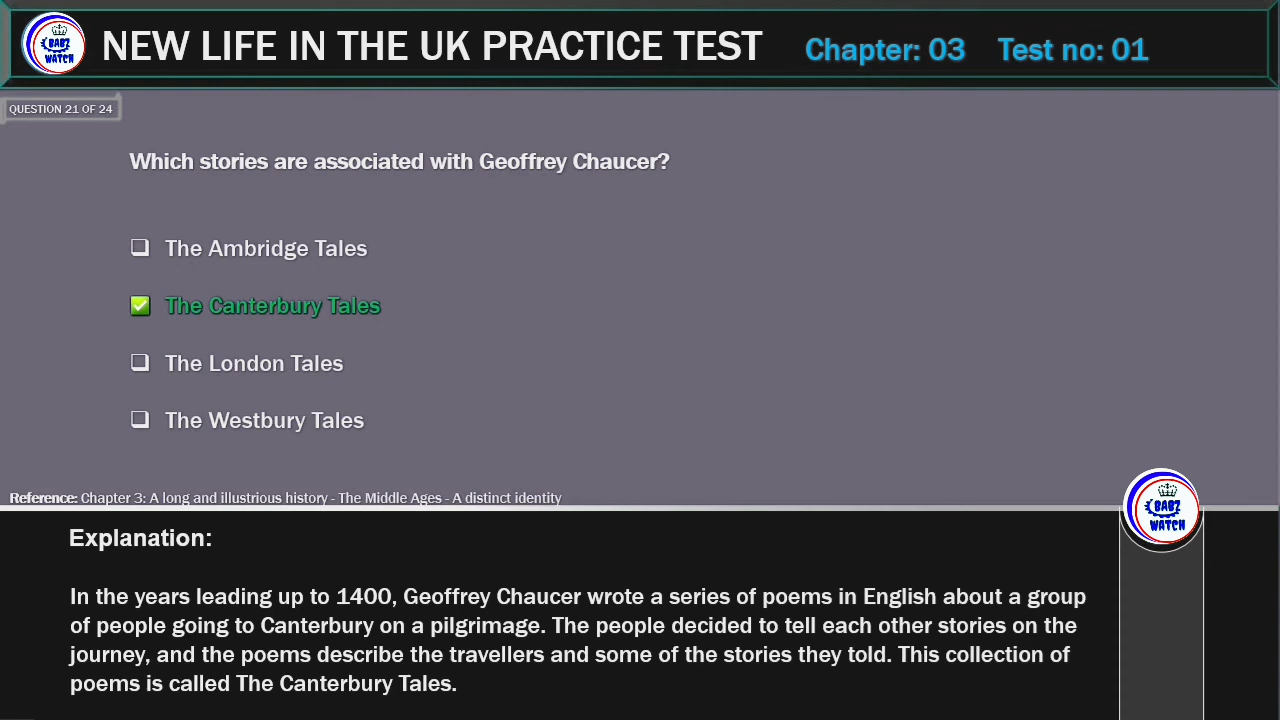 BABZ
WATCH
NEW LIFE IN THE UK PRACTICE TEST Chapter: 03 Test no: 01
QUESTION 21 OF 24
Which stories are associated with Geoffrey Chaucer?
The Ambridge Tales
The Canterbury Tales
The London Tales
The Westbury Tales
Reference: Chapter 3: A long and illustrious history - The Middle Ages - A distinct identity
BABZ
WATCH
Explanation:
In the years leading up to 1400, Geoffrey Chaucer wrote a series of poems in English about a group
of people going to Canterbury on a pilgrimage. The people decided to tell each other stories on the
journey, and the poems describe the travellers and some of the stories they told. This collection of
poems is called The Canterbury Tales.